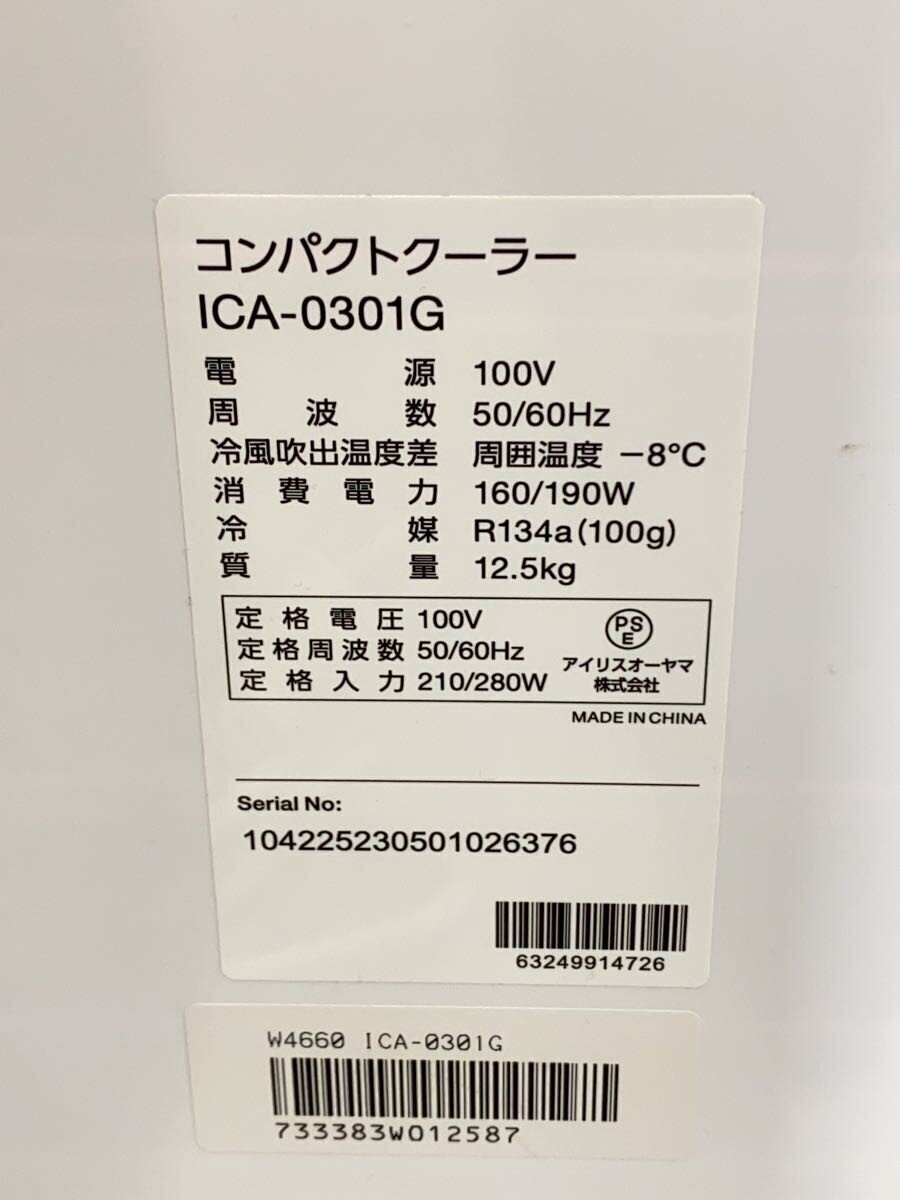 コンパクトクーラー
ICA-0301G
電源 100V
周波数 50/60Hz
冷風吹出温度差 周囲温度 −8℃
消費電力 160/190W
冷媒 R134a(100g)
質量 12.5kg
定格電圧 100V
定格周波数 50/60Hz
定格入力 210/280W
PS
E
アイリスオーヤマ
株式会社
MADE IN CHINA
Serial No:
104225230501026376
63249914726
W4660 ICA-0301G
733383W012587